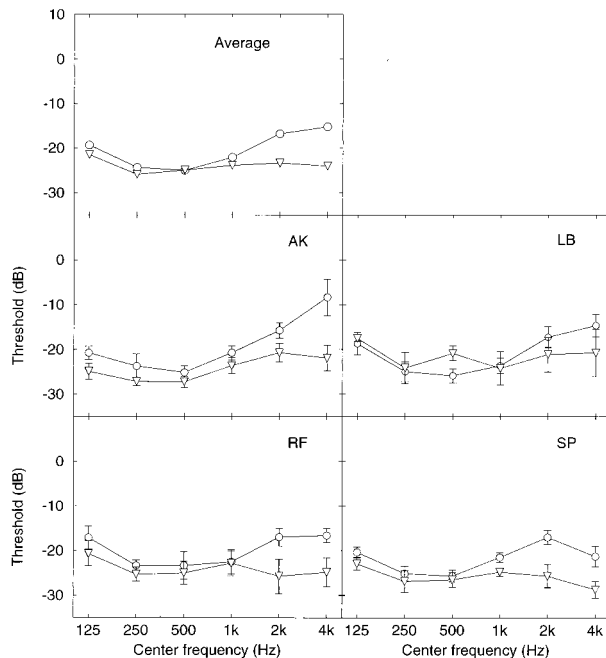 10
Average
0
-10
-20
-30
AK
LB
0
-10
-20
-30
Threshold (dB)
RF
SP
0
-10
-20
-30
Threshold (dB)
125 250 500 1k 2k 4k 125 250 500 1k 2k 4k
Center frequency (Hz) Center frequency (Hz)